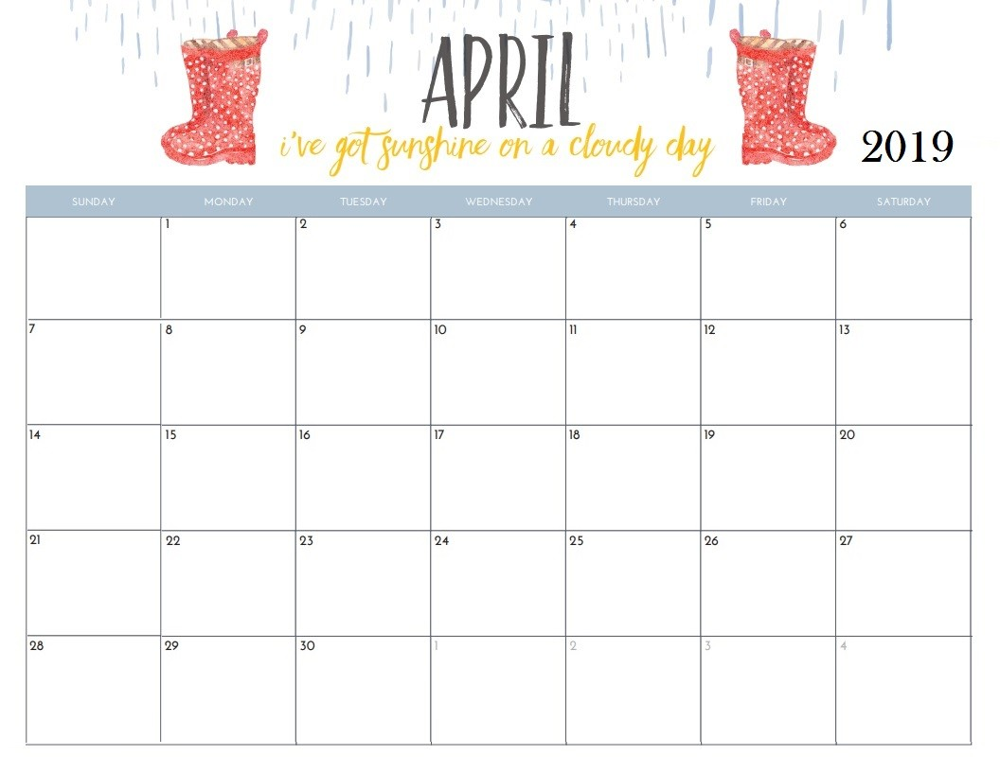 APRIL
i've got sunshine on a cloudy day
2019
SUNDAY MONDAY TUESDAY WEDNESDAY THURSDAY FRIDAY SATURDAY
1 2 3 4 5 6
7 8 9 10 11 12 13
14 15 16 17 18 19 20
21 22 23 24 25 26 27
28 29 30 1 2 3 4